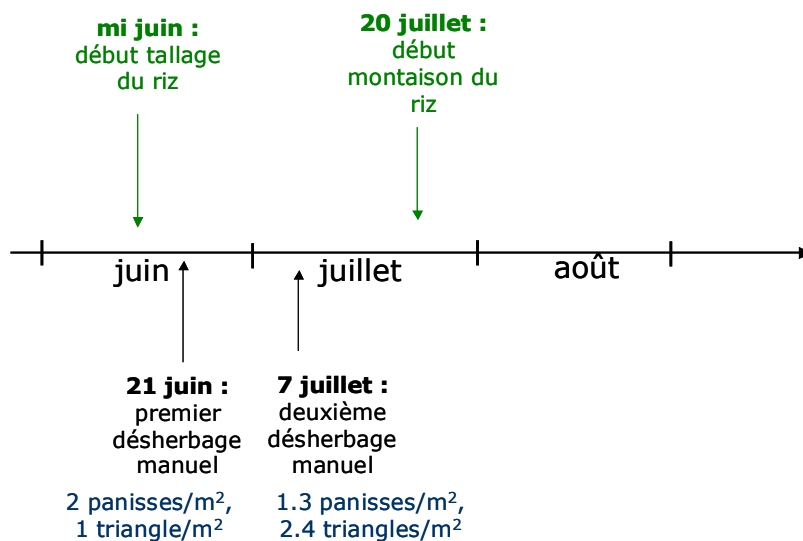 mi juin :
début tallage
du riz
20 juillet :
début
montaison du
riz
juin
juillet
août
21 juin :
premier
désherbage
manuel
2 panisses/m²,
1 triangle/m²
7 juillet :
deuxième
désherbage
manuel
1.3 panisses/m²,
2.4 triangles/m²